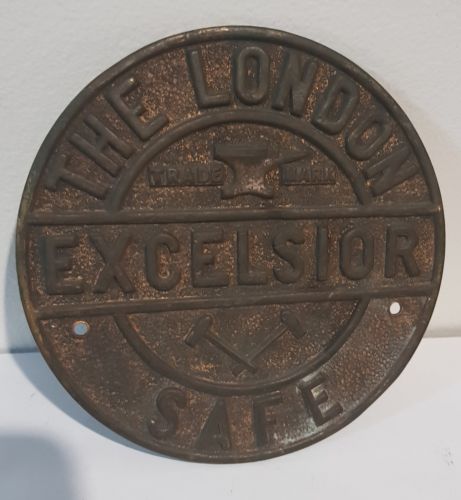 THE LONDON
TRADE MARK
EXCELSIOR
SAFE